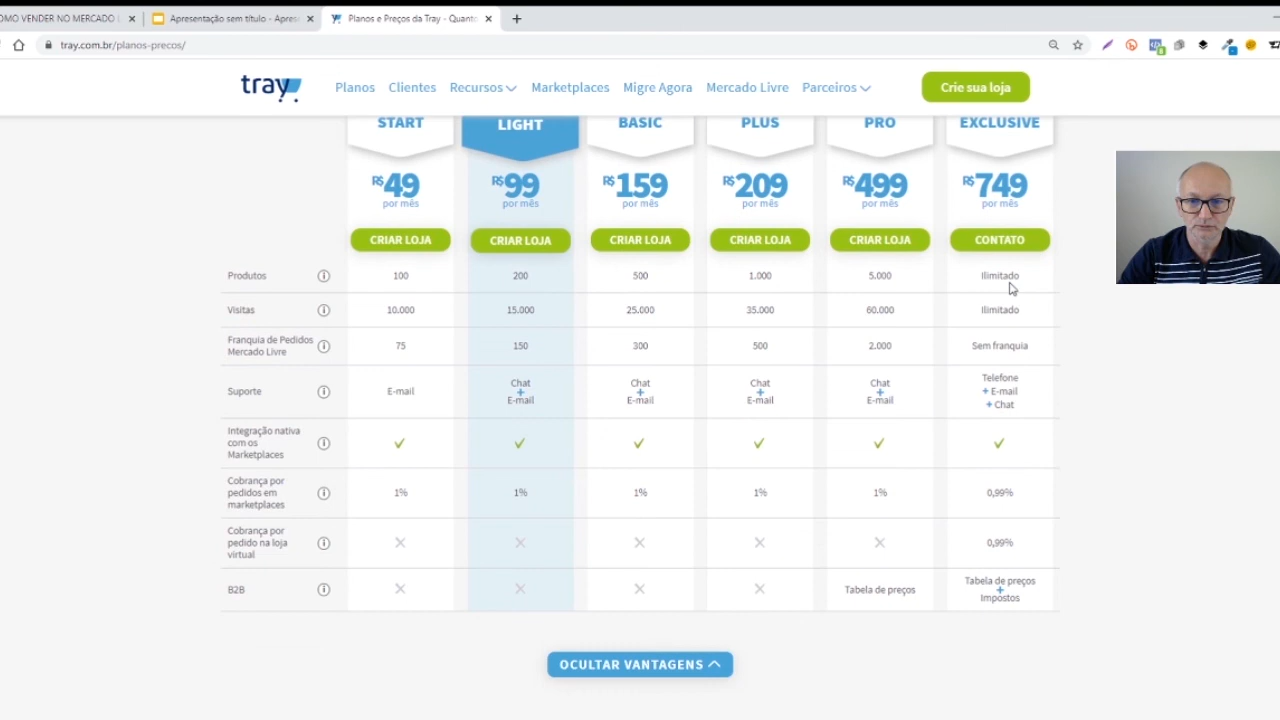 OMO VENDER NO MERCADO L
Apresentação sem título - Apres
Planos e Preços da Tray - Quanto
tray.com.br/planos-precos/
tray
Planos
Clientes
Recursos
Marketplaces
Migre Agora
Mercado Livre
Parceiros
Crie sua loja
START
LIGHT
BASIC
PLUS
PRO
EXCLUSIVE
R$49
R$99
R$159
R$209
R$499
R$749
por mês
por mês
por mês
por mês
por mês
por mês
CRIAR LOJA
CRIAR LOJA
CRIAR LOJA
CRIAR LOJA
CRIAR LOJA
CONTATO
Produtos
100
200
500
1.000
5.000
Ilimitado
Visitas
10.000
15.000
25.000
35.000
60.000
Ilimitado
Franquia de Pedidos
Mercado Livre
75
150
300
500
2.000
Sem franquia
Suporte
E-mail
Chat
+
E-mail
Chat
+
E-mail
Chat
+
E-mail
Chat
+
E-mail
Telefone
+ E-mail
+ Chat
Integração nativa
com os
Marketplaces
Cobrança por
pedidos em
marketplaces
1%
1%
1%
1%
1%
0,99%
Cobrança por
pedido na loja
virtual
0,99%
B2B
Tabela de preços
Tabela de preços
+
Impostos
OCULTAR VANTAGENS